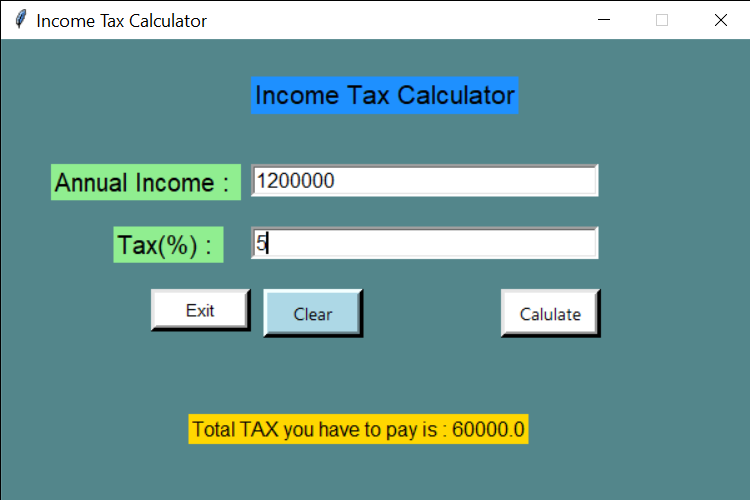 Income Tax Calculator
Income Tax Calculator
Annual Income : 1200000
Tax(%) : 5
Exit Clear Calulate
Total TAX you have to pay is : 60000.0